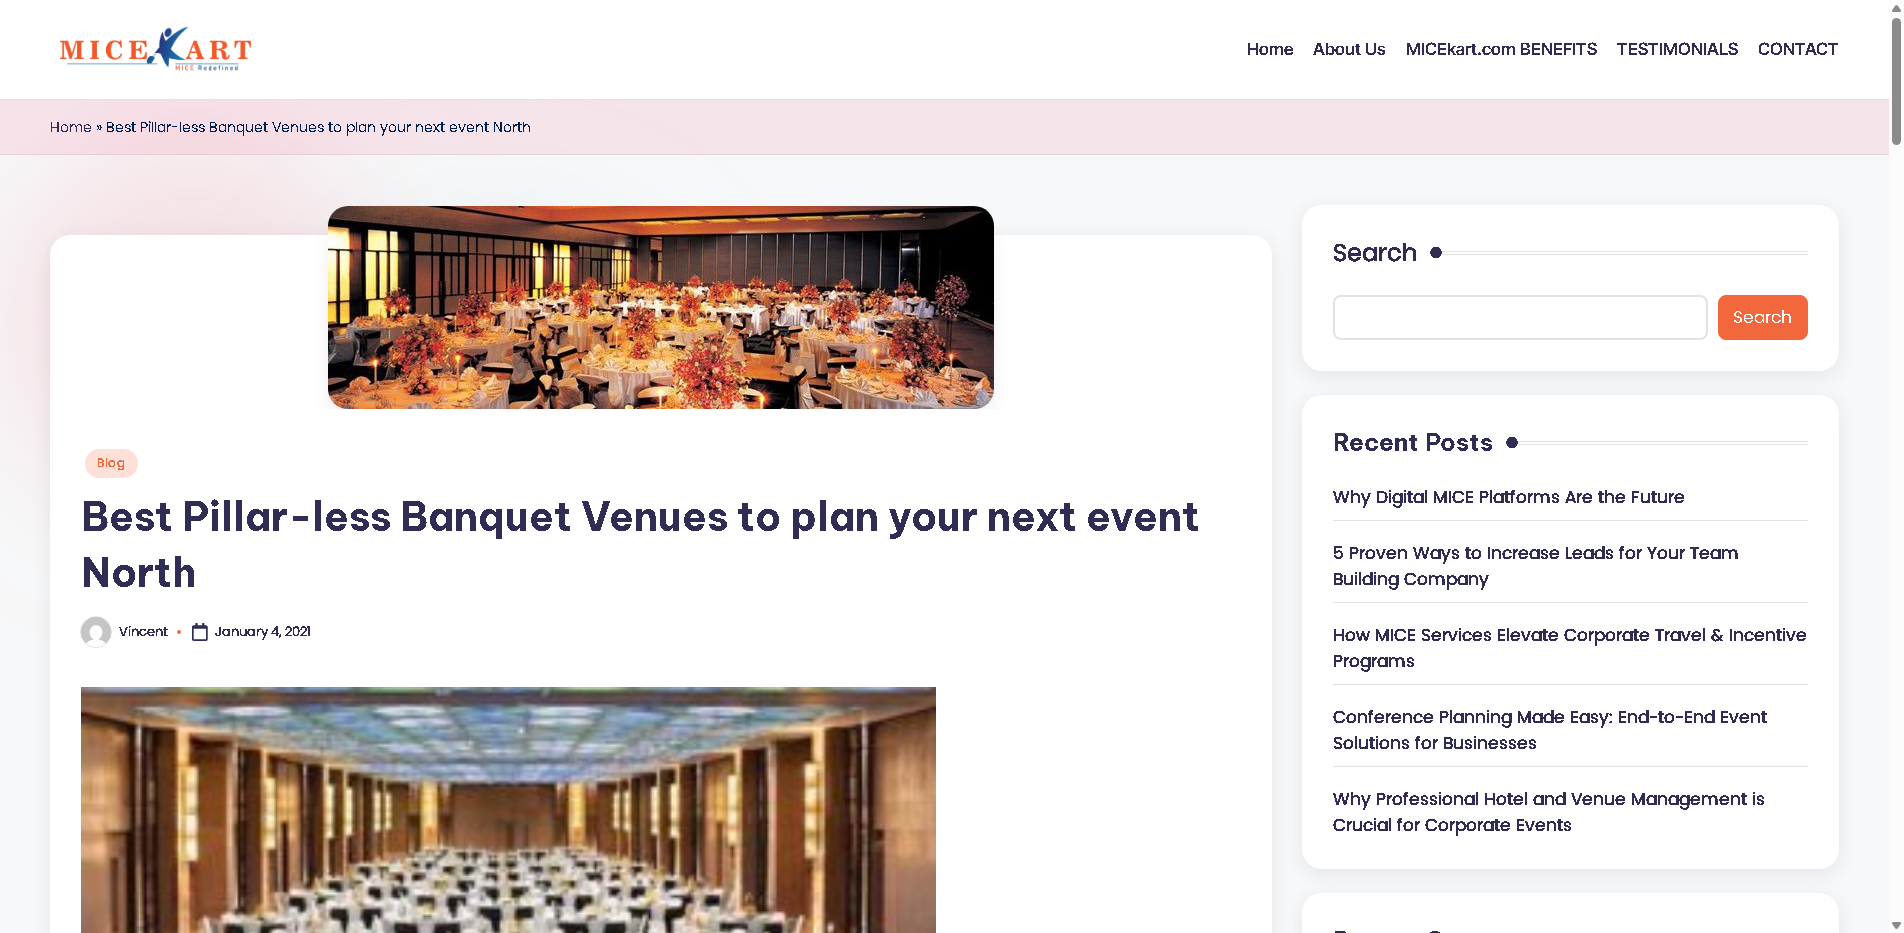 MICEKART
MICE Redefined
Home About Us MICEkart.com BENEFITS TESTIMONIALS CONTACT
Home » Best Pillar-less Banquet Venues to plan your next event North
Blog
Best Pillar-less Banquet Venues to plan your next event
North
Vincent • January 4, 2021
Search
Search
Recent Posts
Why Digital MICE Platforms Are the Future
5 Proven Ways to Increase Leads for Your Team
Building Company
How MICE Services Elevate Corporate Travel & Incentive
Programs
Conference Planning Made Easy: End-to-End Event
Solutions for Businesses
Why Professional Hotel and Venue Management is
Crucial for Corporate Events